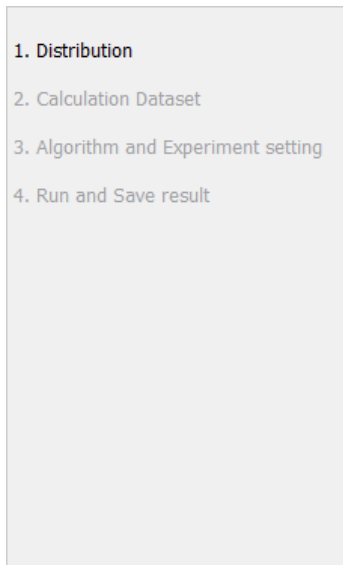 1. Distribution
2. Calculation Dataset
3. Algorithm and Experiment setting
4. Run and Save result